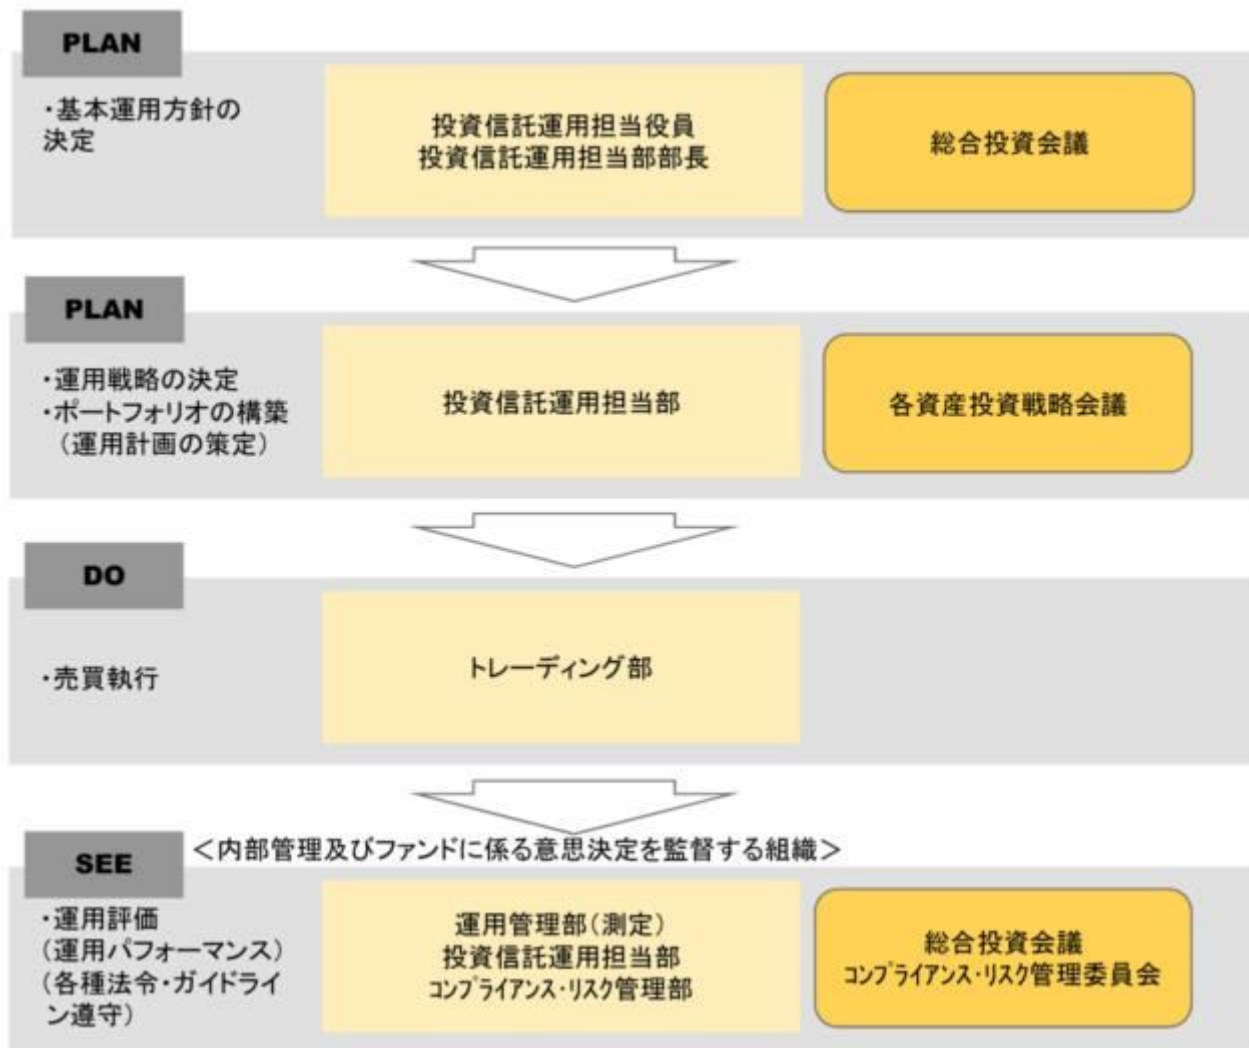 PLAN
・基本運用方針の
決定
投資信託運用担当役員
投資信託運用担当部部長
総合投資会議
PLAN
・運用戦略の決定
・ポートフォリオの構築
（運用計画の策定）
投資信託運用担当部
各資産投資戦略会議
DO
・売買執行
トレーディング部
SEE
＜内部管理及びファンドに係る意思決定を監督する組織＞
・運用評価
(運用パフォーマンス)
(各種法令・ガイドライ
ン遵守)
運用管理部(測定)
投資信託運用担当部
ｺﾝﾌﾟﾗｲｱﾝｽ・ﾘｽｸ管理部
総合投資会議
ｺﾝﾌﾟﾗｲｱﾝｽ・ﾘｽｸ管理委員会